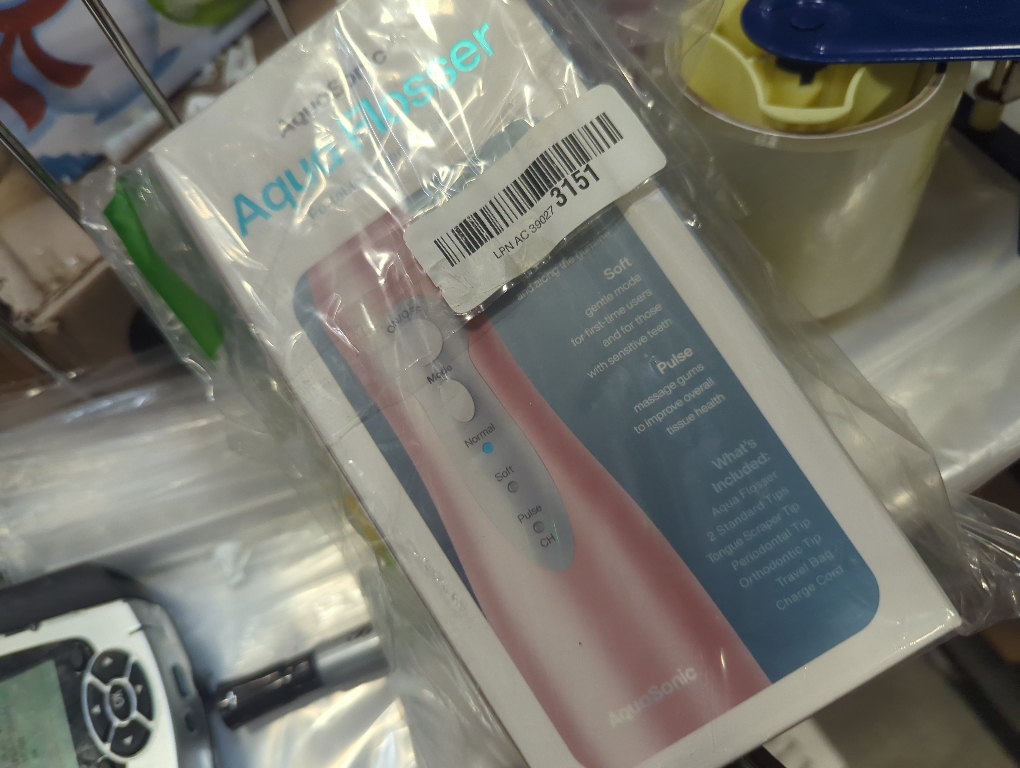 AquaSonic
Aqua Flosser
LPN AC 39027 3151
Soft
gentle mode
for first-time users
and for those
with sensitive teeth
Pulse
massage gums
to improve overall
tissue health
What's
Included:
Aqua Flosser
2 Standard Tips
Tongue Scraper Tip
Periodontal Tip
Orthodontic Tip
Travel Bag
Charge Cord
Mode
Normal
Soft
Pulse
CH
AquaSonic